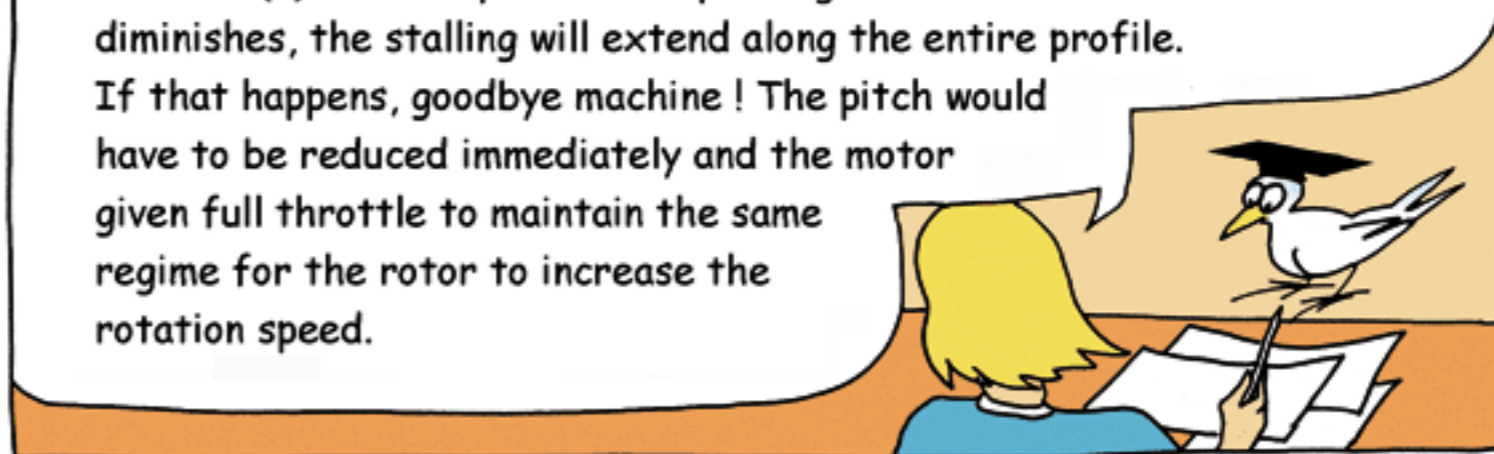 diminishes, the stalling will extend along the entire profile.
If that happens, goodbye machine ! The pitch would
have to be reduced immediately and the motor
given full throttle to maintain the same
regime for the rotor to increase the
rotation speed.